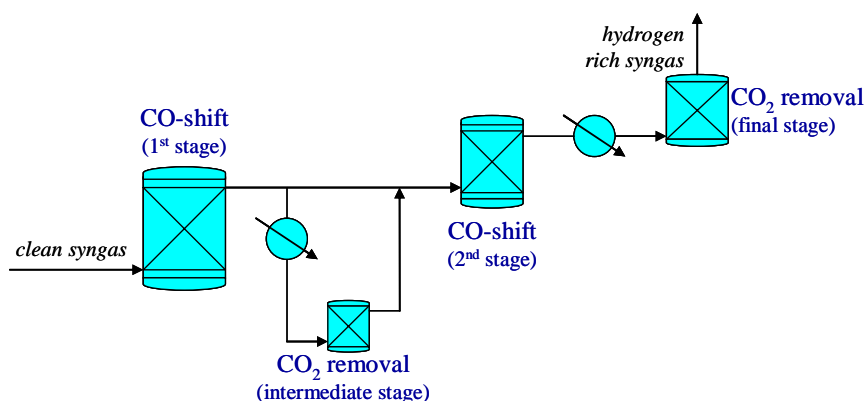 hydrogen
rich syngas
CO₂ removal
(final stage)
CO-shift
(1st stage)
clean syngas
CO-shift
(2nd stage)
CO₂ removal
(intermediate stage)